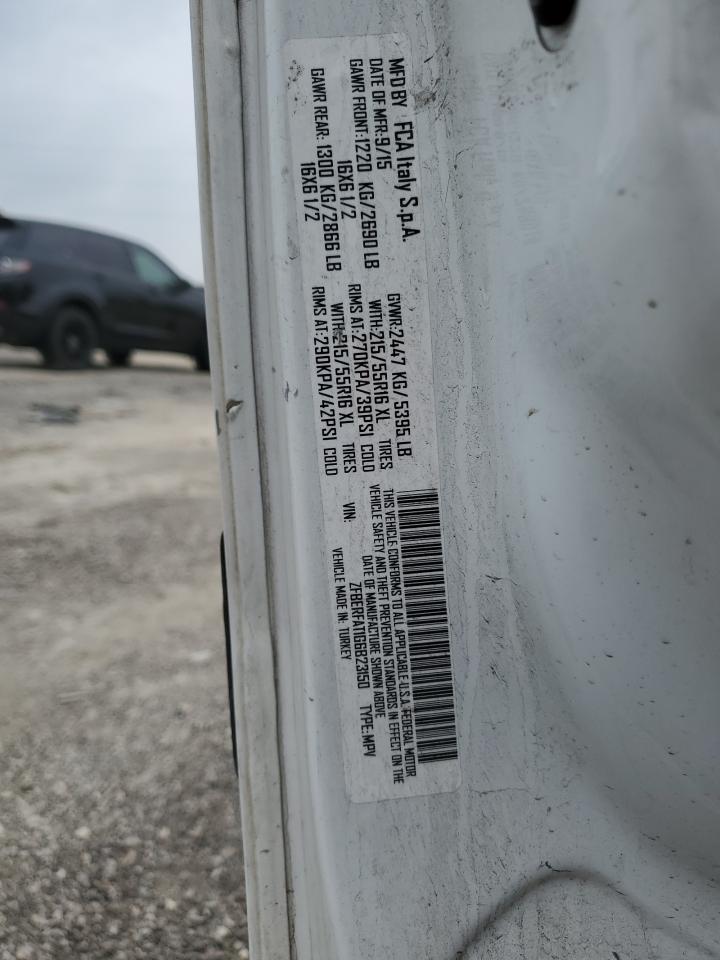 MFD BY FCA Italy S.p.A.
DATE OF MFR:9/15 GVWR:2447 KG/5395 LB
GAWR FRONT:1220 KG/2690 LB WITH:215/55R16 XL TIRES
16X6 1/2 RIMS AT:270KPA/39PSI COLD
GAWR REAR: 1300 KG/2866 LB WITH:215/55R16 XL TIRES
16X6 1/2 RIMS AT:290KPA/42PSI COLD
THIS VEHICLE CONFORMS TO ALL APPLICABLE U.S.A. FEDERAL MOTOR
VEHICLE SAFETY AND THEFT PREVENTION STANDARDS IN EFFECT ON THE
DATE OF MANUFACTURE SHOWN ABOVE
VIN: ZFBERFAT1G6B23150 TYPE:MPV
VEHICLE MADE IN: TURKEY